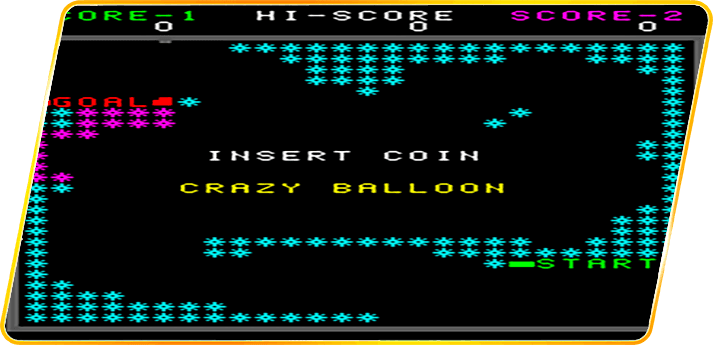 CORE-1 HI-SCORE SCORE-2
0 0 0
GOAL
INSERT COIN
CRAZY BALLOON
START